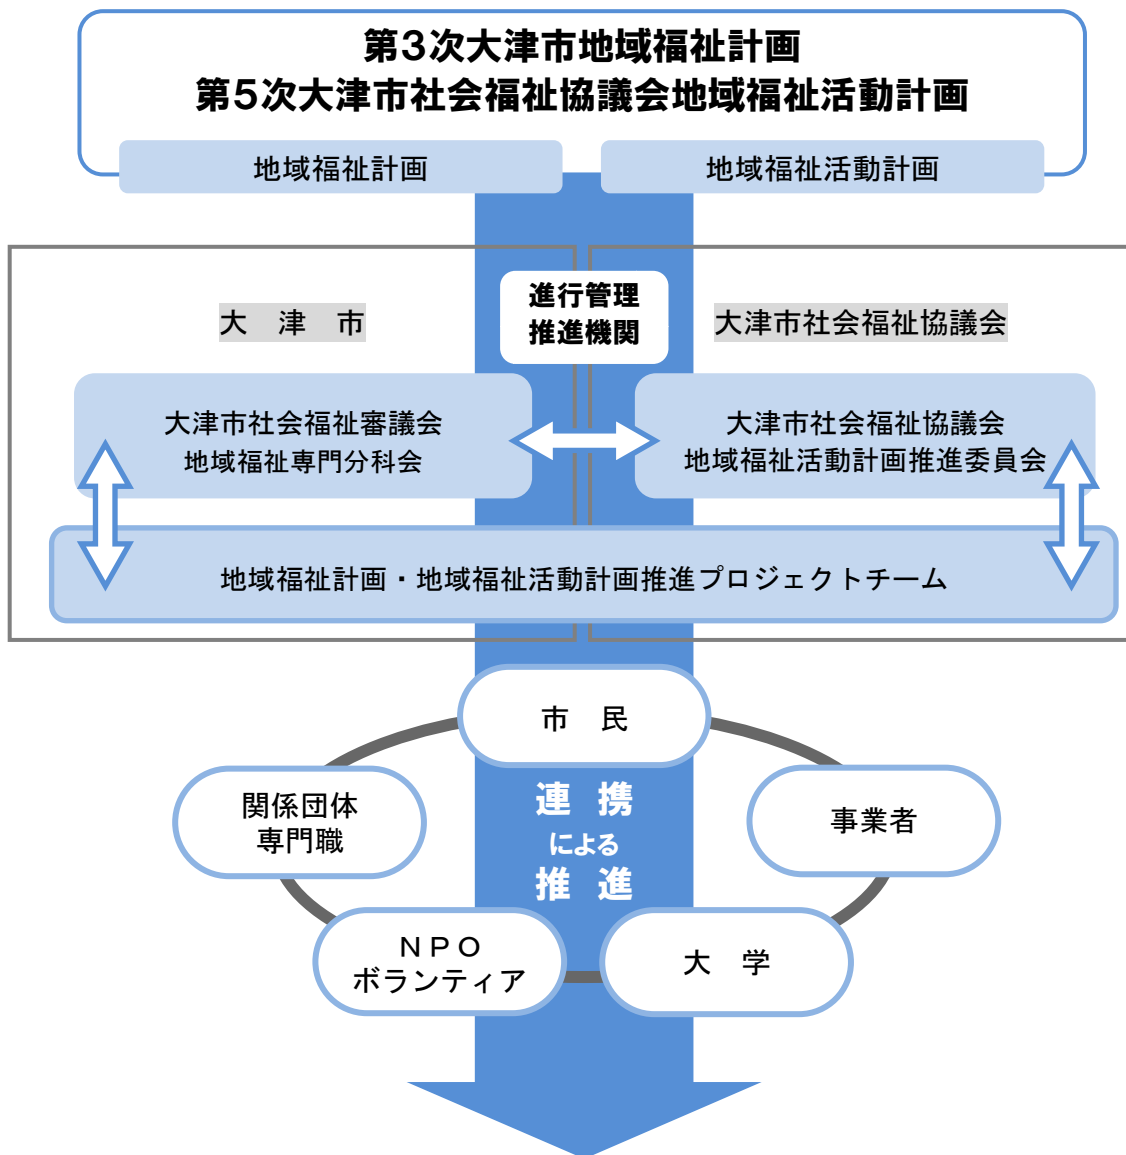 第3次大津市地域福祉計画
第5次大津市社会福祉協議会地域福祉活動計画
地域福祉計画
地域福祉活動計画
進行管理
推進機関
大　津　市
大津市社会福祉協議会
大津市社会福祉審議会
地域福祉専門分科会
大津市社会福祉協議会
地域福祉活動計画推進委員会
地域福祉計画・地域福祉活動計画推進プロジェクトチーム
市　民
関係団体
専門職
連 携
による
推 進
事業者
ＮＰＯ
ボランティア
大　学